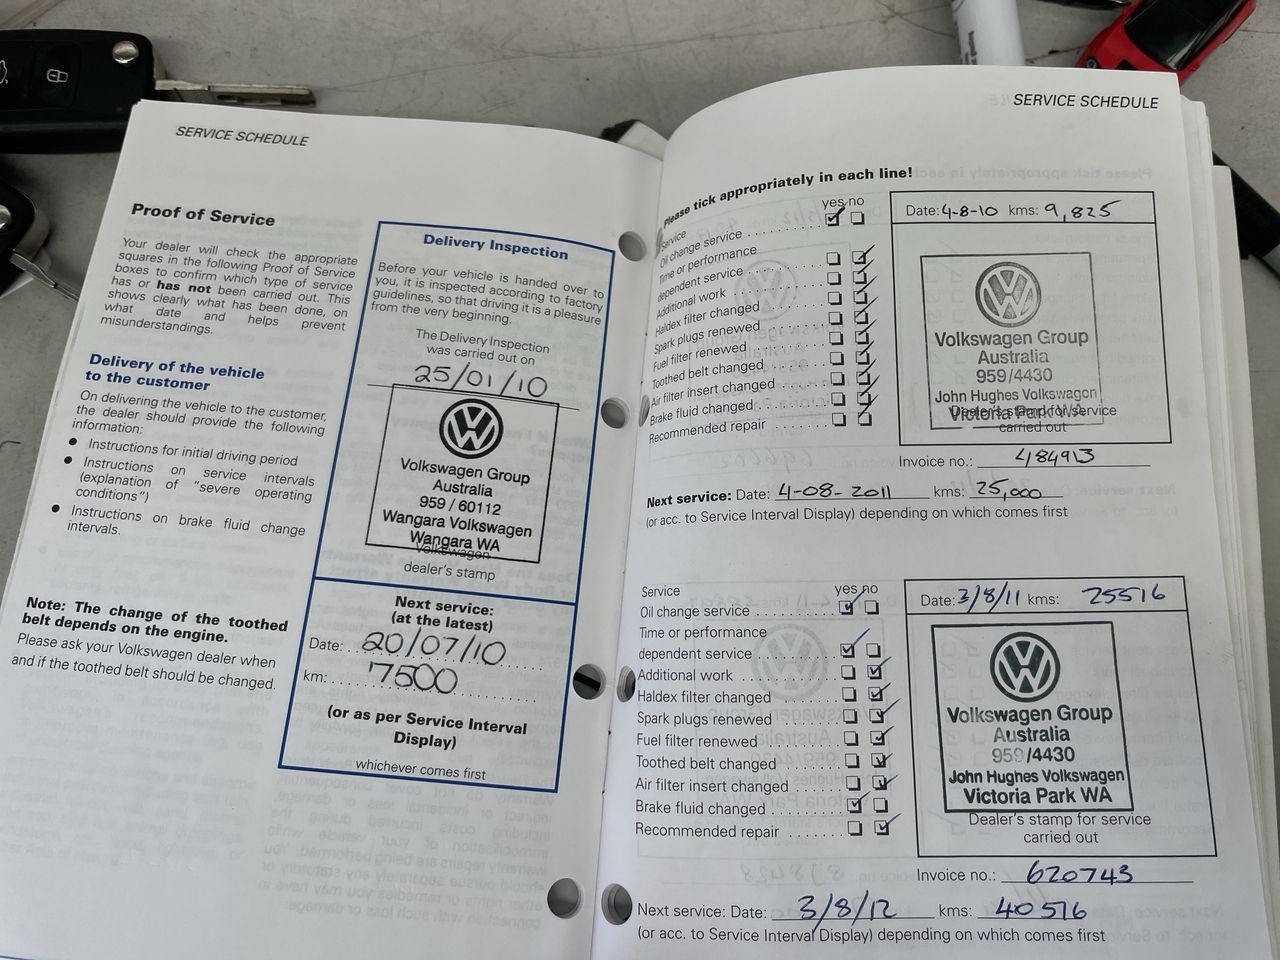 SERVICE SCHEDULE
Proof of Service
Your dealer will check the appropriate
squares in the following Proof of Service
boxes to confirm which type of service
has or has not been carried out. This
shows clearly what has been done, on
what date and helps prevent
misunderstandings.
Delivery of the vehicle
to the customer
On delivering the vehicle to the customer,
the dealer should provide the following
information:
● Instructions for initial driving period
● Instructions on service intervals
(explanation of "severe operating
conditions")
● Instructions on brake fluid change
intervals.
Note: The change of the toothed
belt depends on the engine.
Please ask your Volkswagen dealer when
and if the toothed belt should be changed.
Delivery Inspection
Before your vehicle is handed over to
you, it is inspected according to factory
guidelines, so that driving it is a pleasure
from the very beginning.
The Delivery Inspection
was carried out on
25/01/10
Volkswagen Group
Australia
959 / 60112
Wangara Volkswagen
Wangara WA
Volkswagen
dealer's stamp
Next service:
(at the latest)
Date: 20/07/10
km: 7500
(or as per Service Interval
Display)
whichever comes first
SERVICE SCHEDULE
Please tick appropriately in each line!
Service yes no
Oil change service
Time or performance
dependent service
Additional work
Haldex filter changed
Spark plugs renewed
Fuel filter renewed
Toothed belt changed
Air filter insert changed
Brake fluid changed
Recommended repair
Date: 4-8-10 kms: 9,825
Volkswagen Group
Australia
959/4430
John Hughes Volkswagen
Victoria Park WA
Dealer's stamp for service
carried out
Invoice no.: 484913
Next service: Date: 4-08-2011 kms: 25,000
(or acc. to Service Interval Display) depending on which comes first
Service yes no
Oil change service
Time or performance
dependent service
Additional work
Haldex filter changed
Spark plugs renewed
Fuel filter renewed
Toothed belt changed
Air filter insert changed
Brake fluid changed
Recommended repair
Date: 3/8/11 kms: 25516
Volkswagen Group
Australia
959/4430
John Hughes Volkswagen
Victoria Park WA
Dealer's stamp for service
carried out
Invoice no.: 620743
Next service: Date: 3/8/12 kms: 40516
(or acc. to Service Interval Display) depending on which comes first